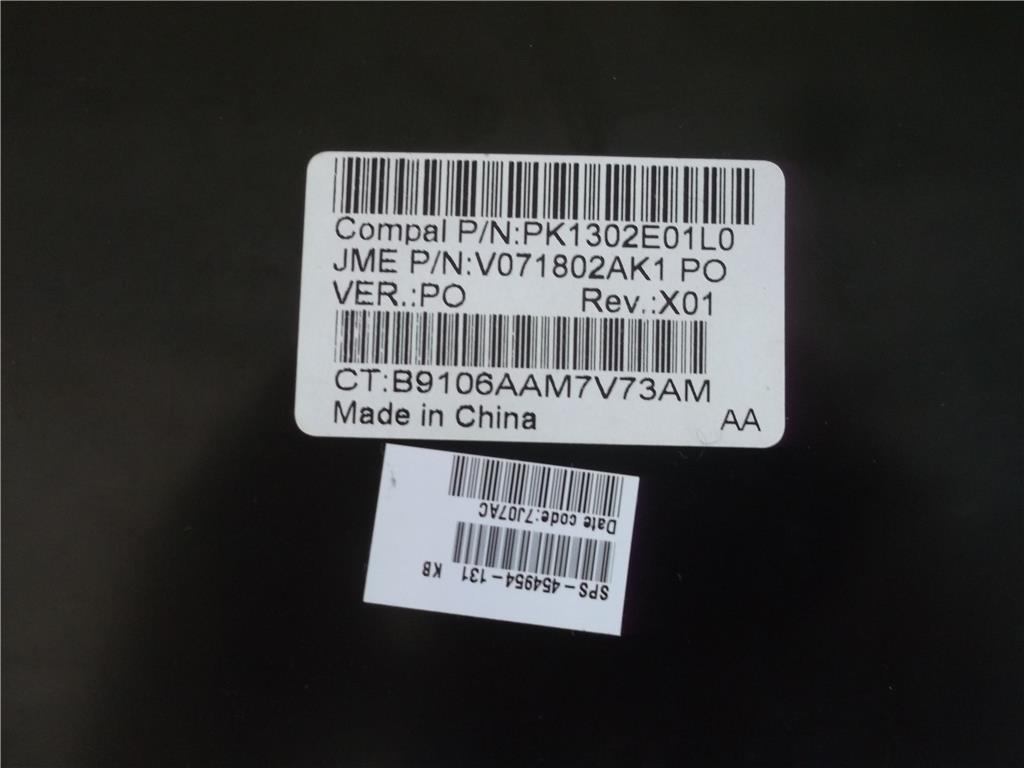 Compal P/N:PK1302E01L0
JME P/N:V071802AK1 PO
VER.:PO Rev.:X01
CT:B9106AAM7V73AM
Made in China AA
SPS-454954-131 KB
Date code:7J07AC